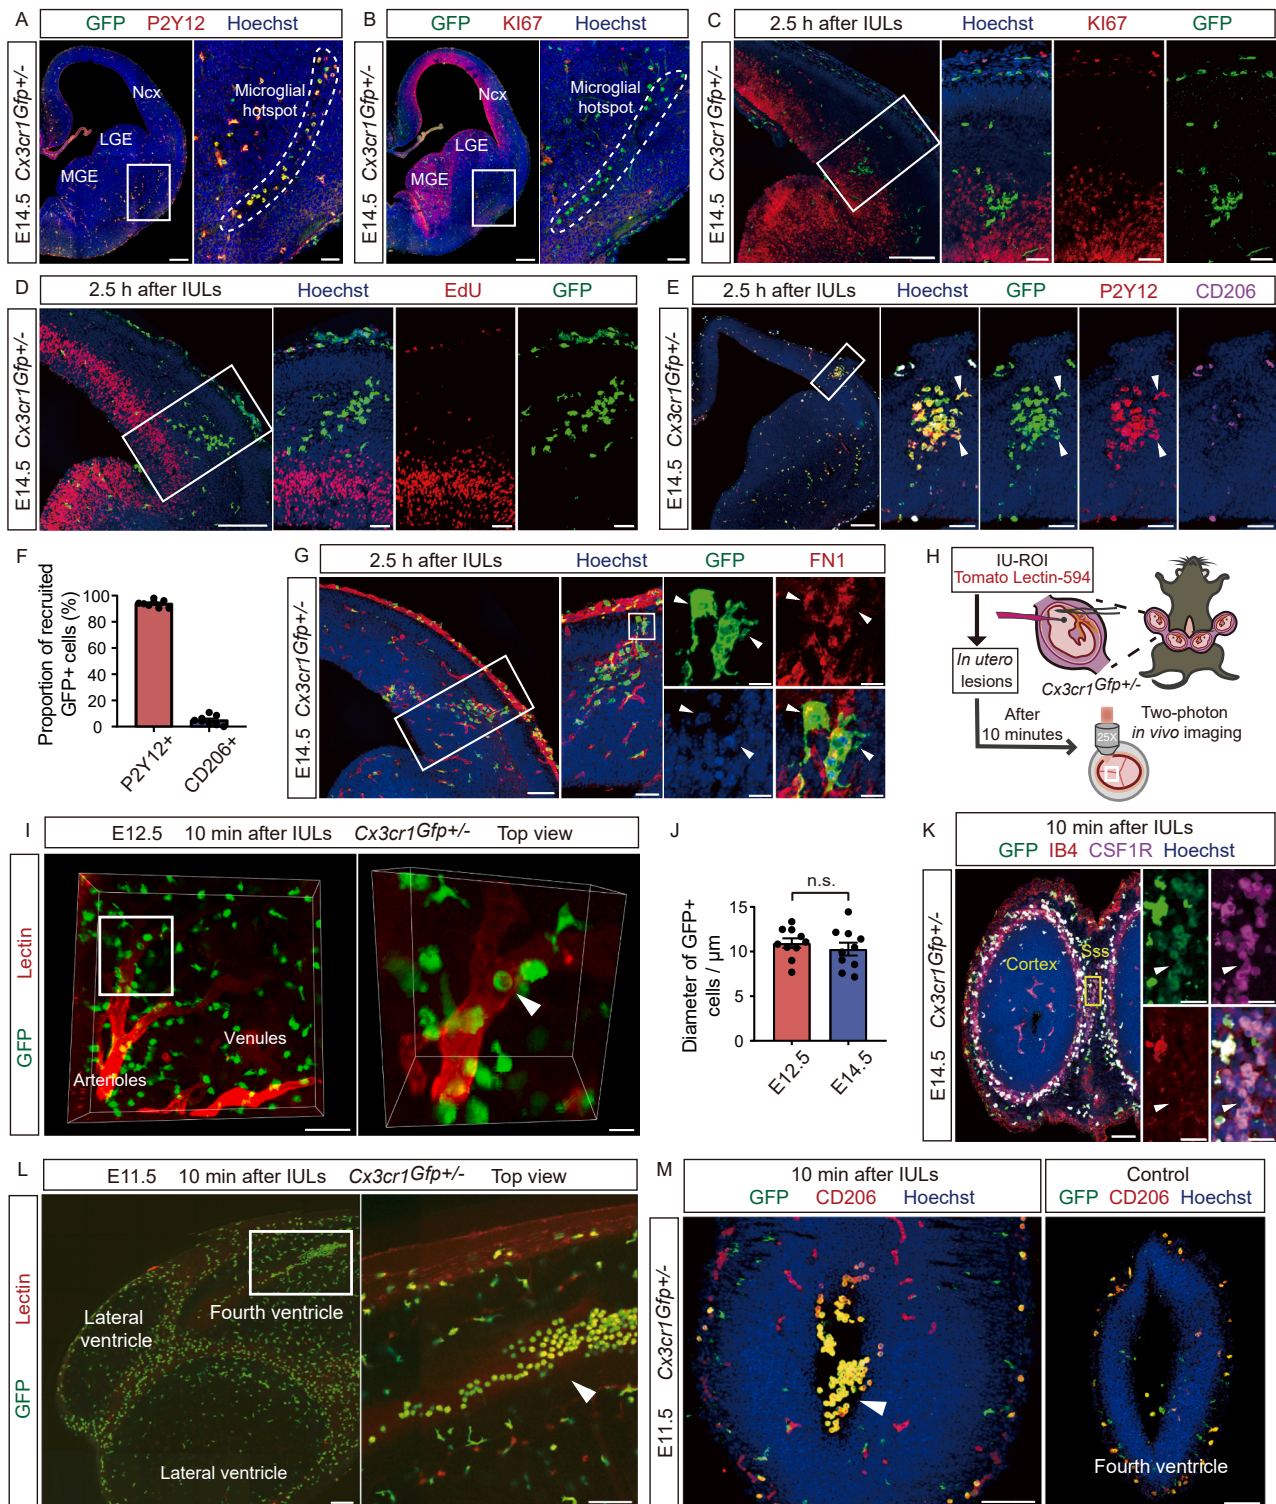 A
GFP P2Y12 Hoechst
E14.5 Cx3cr1Gfp+/-
Ncx
LGE
MGE
Microglial
hotspot
B
GFP KI67 Hoechst
E14.5 Cx3cr1Gfp+/-
Ncx
LGE
MGE
Microglial
hotspot
C
2.5 h after IULs Hoechst KI67 GFP
E14.5 Cx3cr1Gfp+/-
D
2.5 h after IULs Hoechst EdU GFP
E14.5 Cx3cr1Gfp+/-
E
2.5 h after IULs Hoechst GFP P2Y12 CD206
E14.5 Cx3cr1Gfp+/-
F
Proportion of recruited
GFP+ cells (%)
100
80
60
40
20
0
P2Y12+
CD206+
G
2.5 h after IULs Hoechst GFP FN1
E14.5 Cx3cr1Gfp+/-
H
IU-ROI
Tomato Lectin-594
In utero
lesions
Cx3cr1Gfp+/-
After
10 minutes
25X
Two-photon
in vivo imaging
I
E12.5 10 min after IULs Cx3cr1Gfp+/- Top view
GFP Lectin
Venules
Arterioles
J
Diameter of GFP+
cells / μm
n.s.
15
10
5
0
E12.5
E14.5
K
10 min after IULs
GFP IB4 CSF1R Hoechst
E14.5 Cx3cr1Gfp+/-
Cortex
Sss
L
E11.5 10 min after IULs Cx3cr1Gfp+/- Top view
GFP Lectin
Lateral
ventricle
Fourth ventricle
Lateral ventricle
M
10 min after IULs
GFP CD206 Hoechst
E11.5 Cx3cr1Gfp+/-
Control
GFP CD206 Hoechst
Fourth ventricle